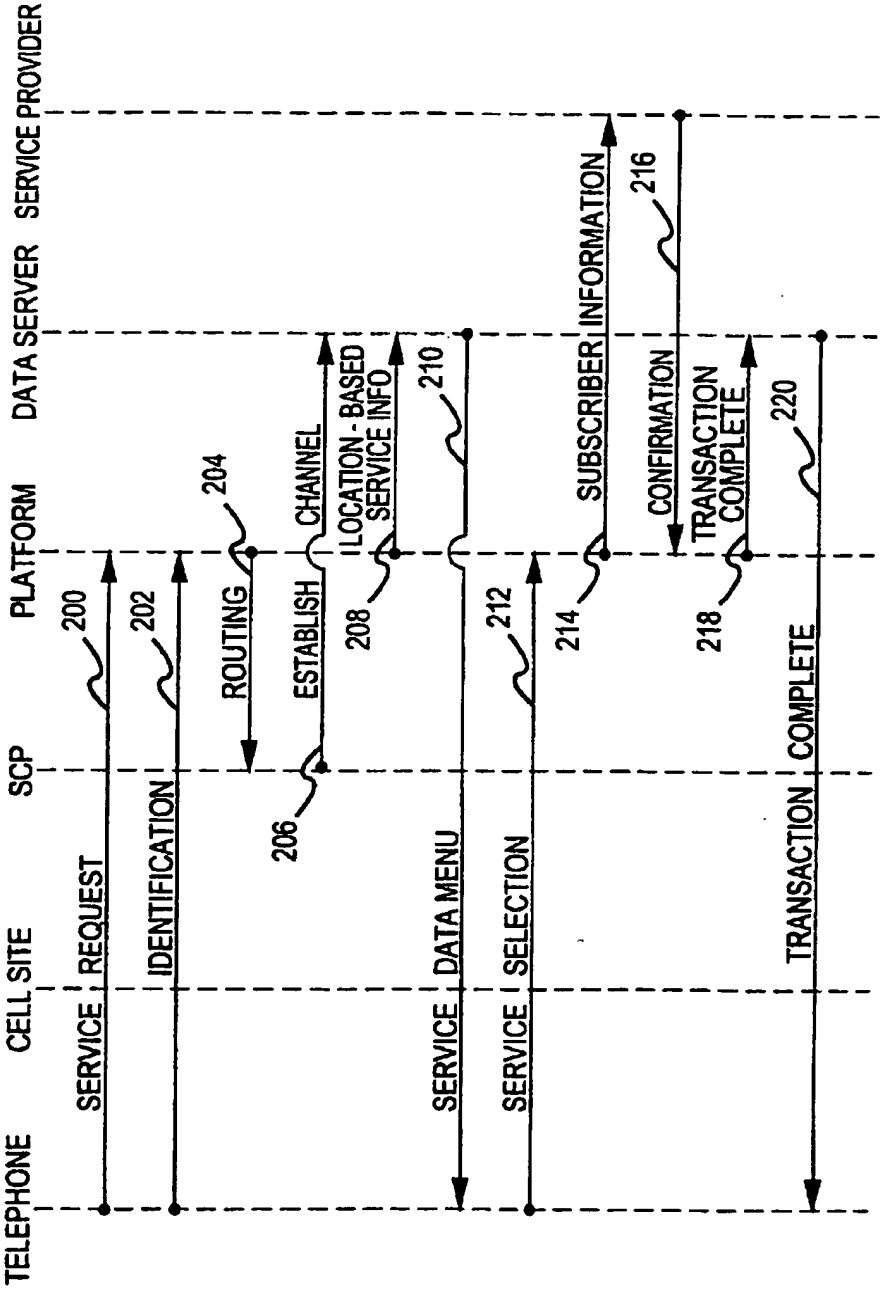 TELEPHONE
CELL SITE
SCP
PLATFORM
DATA SERVER
SERVICE PROVIDER
SERVICE REQUEST
200
IDENTIFICATION
202
ROUTING
204
ESTABLISH CHANNEL
206
LOCATION - BASED
SERVICE INFO
208
SERVICE DATA MENU
210
SERVICE SELECTION
212
SUBSCRIBER INFORMATION
214
CONFIRMATION
216
TRANSACTION
COMPLETE
218
TRANSACTION COMPLETE
220